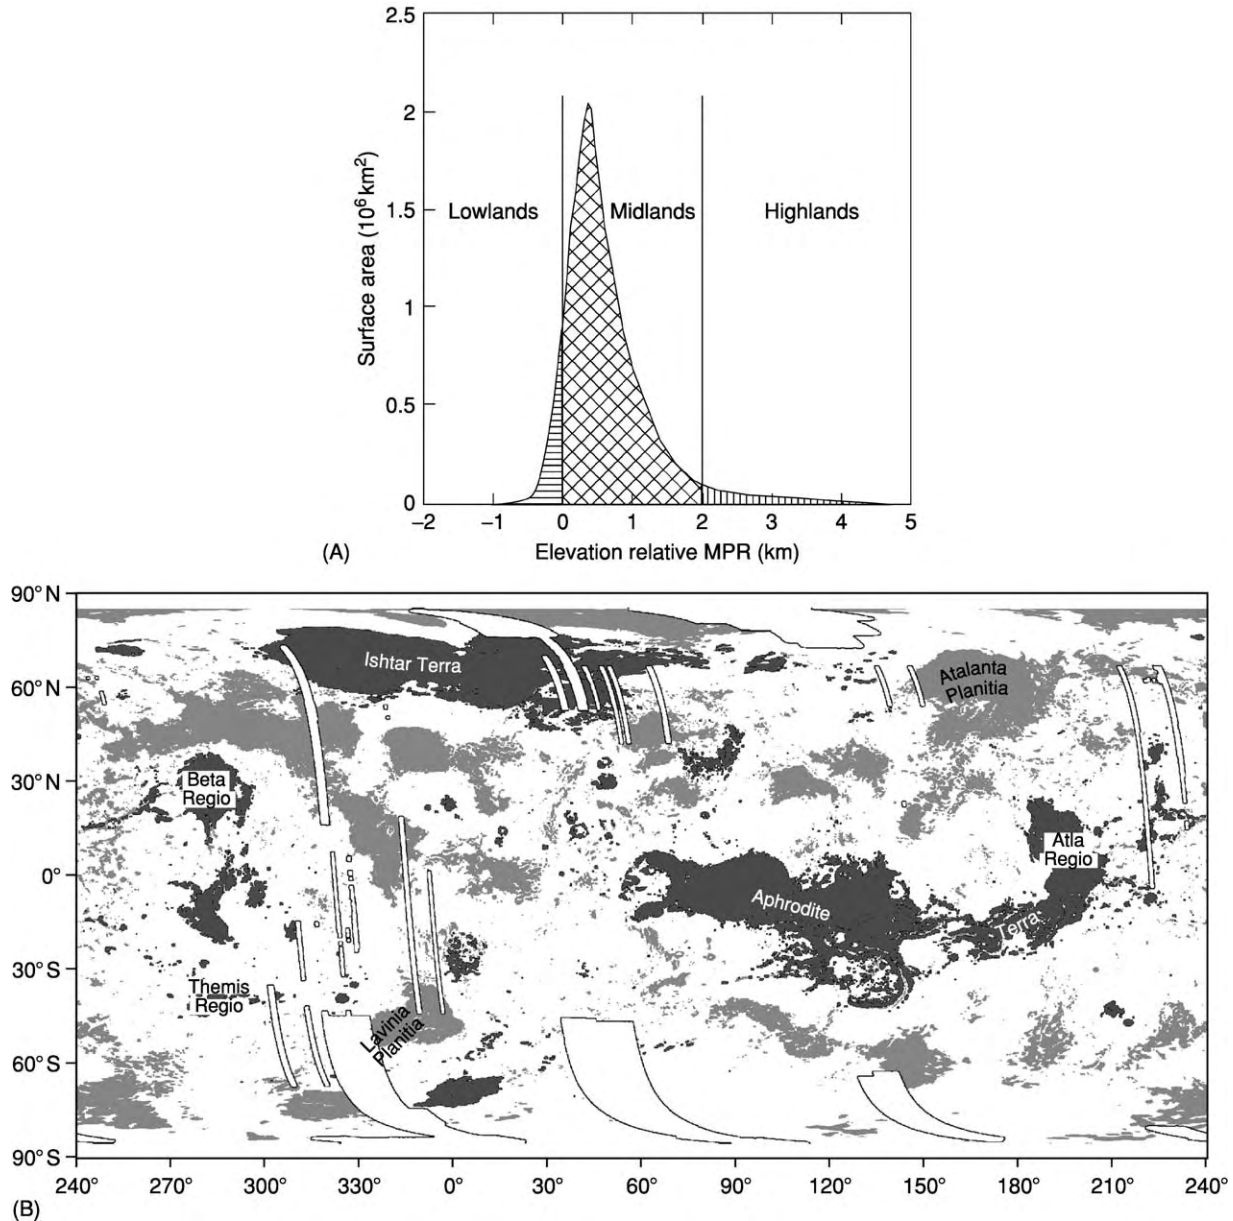 2.5
2
1.5
1
0.5
0
Surface area (10⁶ km²)
Lowlands
Midlands
Highlands
−2 −1 0 1 2 3 4 5
Elevation relative MPR (km)
(A)
90° N
60° N
30° N
0°
30° S
60° S
90° S
Ishtar Terra
Atalanta
Planitia
Beta
Regio
Atla
Regio
Aphrodite
Terra
Themis
Regio
Lavinia
Planitia
240° 270° 300° 330° 0° 30° 60° 90° 120° 150° 180° 210° 240°
(B)